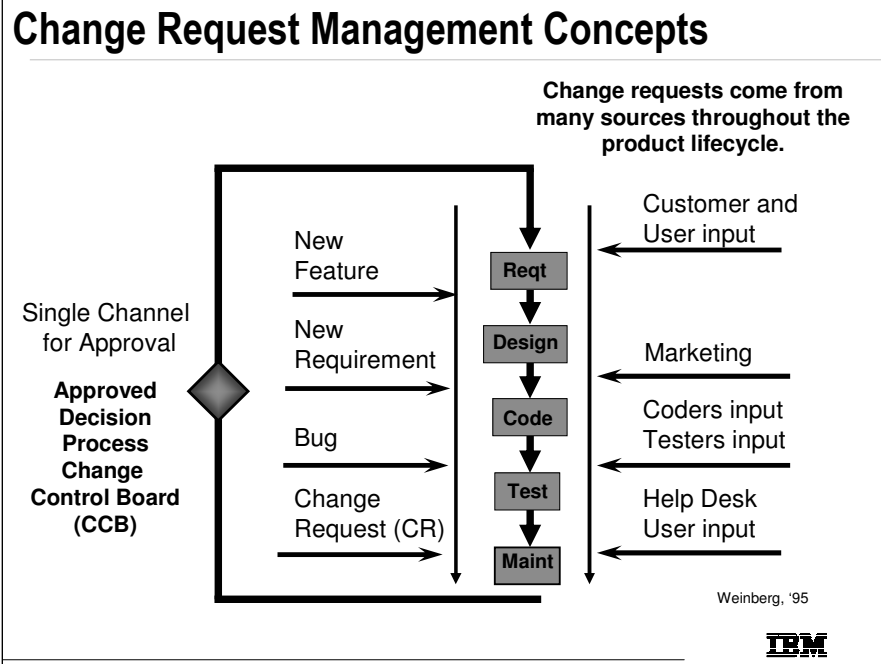 Change Request Management Concepts
Change requests come from
many sources throughout the
product lifecycle.
Single Channel
for Approval
Approved
Decision
Process
Change
Control Board
(CCB)
New
Feature
New
Requirement
Bug
Change
Request (CR)
Reqt
Design
Code
Test
Maint
Customer and
User input
Marketing
Coders input
Testers input
Help Desk
User input
Weinberg, ‘95
IBM